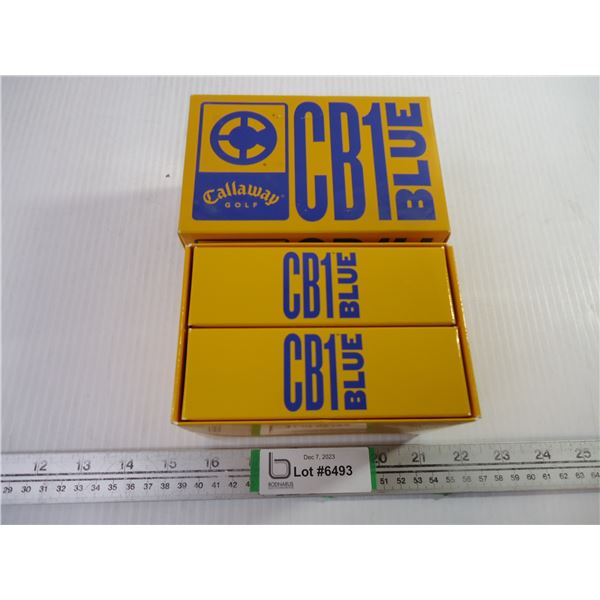 CB1 BLUE
Callaway®
GOLF
CB1 BLUE
CB1 BLUE
12 13 14 15 16 20 21 22 23 24 25
Dec 7, 2023
Lot #6493
BODNARUS
29 30 31 32 33 34 35 36 37 38 39 40 41 42 51 52 53 54 55 56 57 58 59 60 61 62 63 64